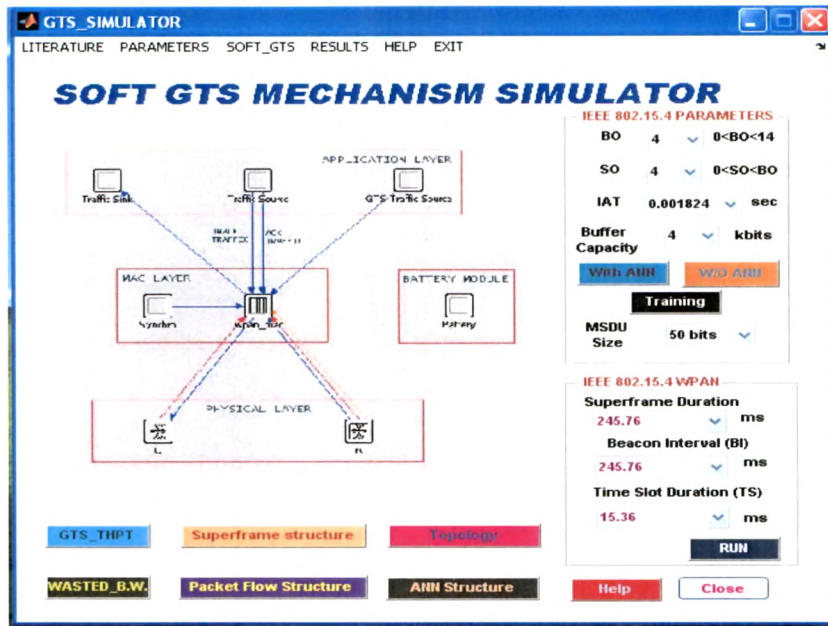 GTS_SIMULATOR
LITERATURE PARAMETERS SOFT_GTS RESULTS HELP EXIT
SOFT GTS MECHANISM SIMULATOR
APPLICATION LAYER
Traffic Sink
Traffic Source
GTS Traffic Source
TRAFFIC
ACK
MAC LAYER
Synchro
wpan_mac
BATTERY MODULE
Battery
PHYSICAL LAYER
IEEE 802.15.4 PARAMETERS
BO 4 0<BO<14
SO 4 0<SO<BO
IAT 0.001824 sec
Buffer Capacity 4 kbits
With ANN W/O ANN
Training
MSDU Size 50 bits
IEEE 802.15.4 WPAN
Superframe Duration
245.76 ms
Beacon Interval (BI)
245.76 ms
Time Slot Duration (TS)
15.36 ms
RUN
GTS_THPT Superframe structure Topology
WASTED_B.W. Packet Flow Structure ANN Structure Help Close